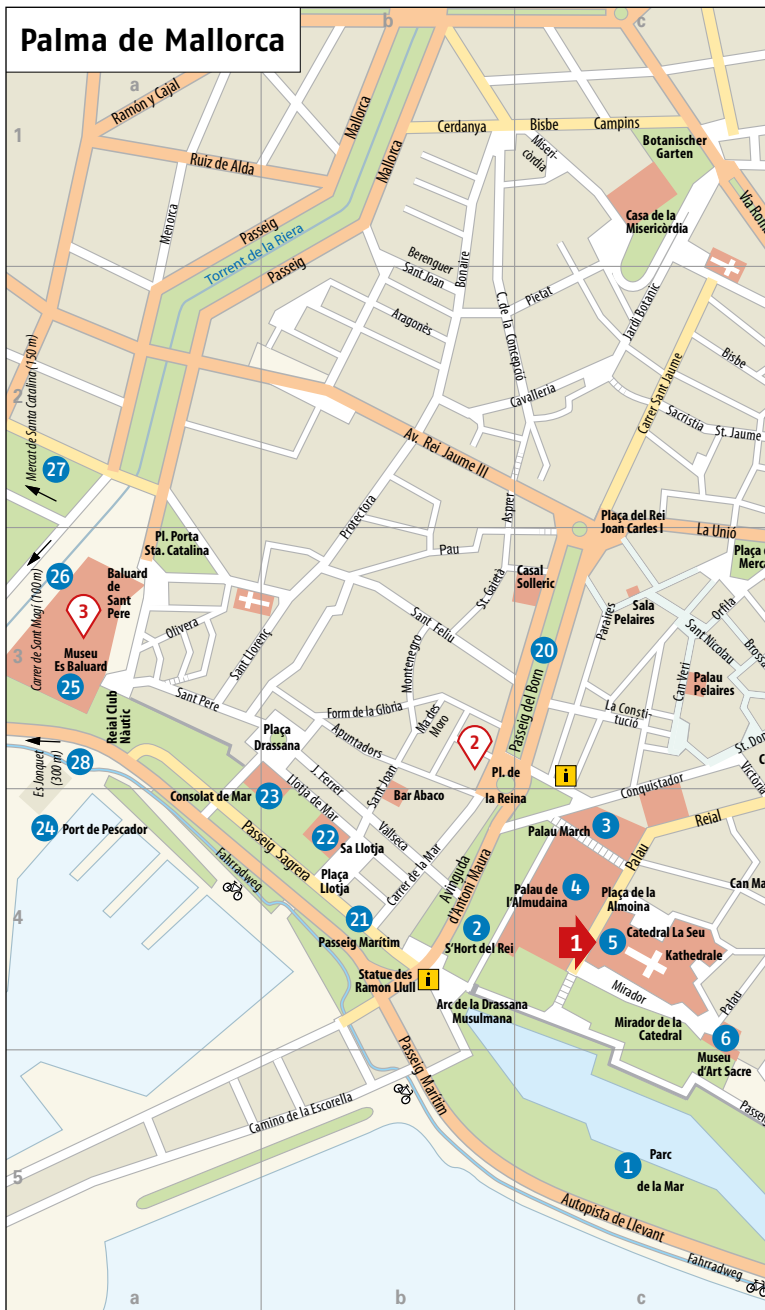 Palma de Mallorca
a
b
c
1
Ramón y Cajal
Mallorca
Mallorca
Cerdanya
Bisbe
Campins
Miseri-
còrdia
Botanischer
Garten
Ruiz de Alda
Via Rom
Menorca
Casa de la
Misericòrdia
Passeig
Torrent de la Riera
Passeig
Berenguer
Sant Joan
Bonaire
Pietat
Aragonès
C. de la Concepció
Jardí Botanic
Bisbe
2
Mercat de Santa Catalina (150 m)
Cavalleria
Carrer Sant Jaume
Sacristia
St. Jaume
Av. Rei Jaume III
27
Protectora
Asprer
Plaça del Rei
Joan Carles I
La Unió
Pl. Porta
Sta. Catalina
Pau
Plaça de
Merca
26
Baluard
de
Sant
Pere
Casal
Solleric
St. Gaietà
3
Carrer de Sant Magí (100 m)
Olivera
Sant Feliu
Paraires
Sala
Pelaires
Orfila
Sant Nicolau
Brossa
3
Museu
Es Baluard
25
Sant Llorenç
Montenegro
20
Passeig del Born
Can Veri
Palau
Pelaires
Reial Club
Nàutic
Sant Pere
Form de la Glòria
Ma des
Moro
La Consti-
tució
Plaça
Drassana
Apuntadors
2
St. Dom
Victòria
C
Es Jonquet
(300 m)
28
J. Ferrer
Pl. de
la Reina
i
Conquistador
Consolat de Mar
23
Llotja de Mar
Sant Joan
Bar Abaco
3
Palau March
Reial
24
Port de Pescador
22
Sa Llotja
Vallseca
Palau
Passeig Sagrera
Plaça
Llotja
Carrer de la Mar
Avinguda
d'Antoni Maura
Palau de
l'Almudaina
4
Plaça de la
Almoina
Can Ma
4
Fahrradweg
21
Passeig Marítim
2
S'Hort del Rei
1
5
Catedral La Seu
Kathedrale
Statue des
Ramon Llull
i
Mirador
Palau
Arc de la Drassana
Musulmana
Mirador de la
Catedral
6
Museu
d'Art Sacre
Passeig Marítim
Passei
Camino de la Escorella
5
1
Parc
de la Mar
Autopista de Llevant
Fahrradweg
a
b
c